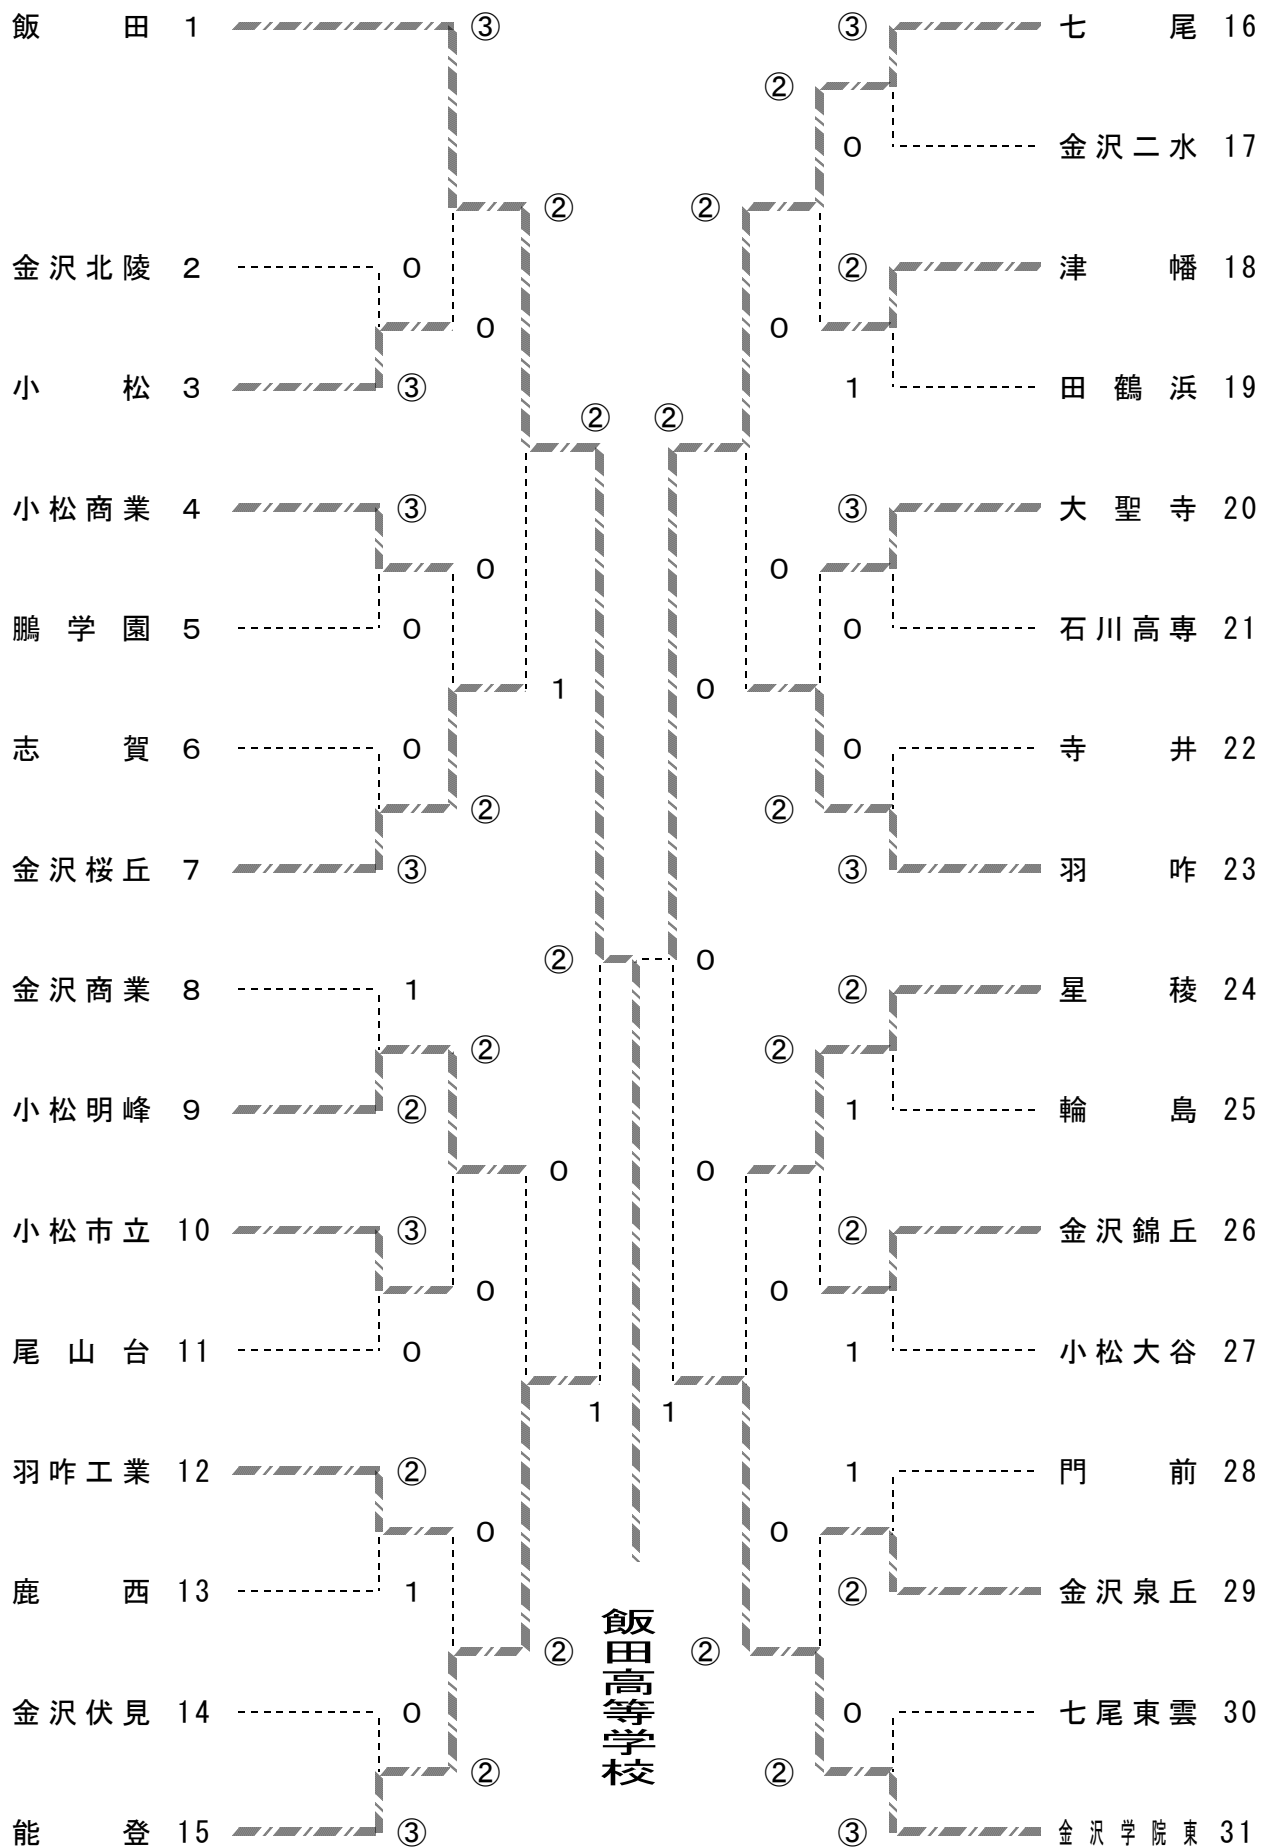 飯田 1 ③
③ 七尾 16
②
0 金沢二水 17
②
②
金沢北陵 2 0
② 津幡 18
0
0
小松 3 ③
1 田鶴浜 19
②
②
小松商業 4 ③
③ 大聖寺 20
0
0
鵬学園 5 0
0 石川高専 21
1
0
志賀 6 0
0 寺井 22
②
②
金沢桜丘 7 ③
③ 羽咋 23
②
0
金沢商業 8 1
② 星稜 24
②
②
小松明峰 9 ②
1 輪島 25
0
0
小松市立 10 ③
② 金沢錦丘 26
0
0
尾山台 11 0
1 小松大谷 27
1
1
羽咋工業 12 ②
1 門前 28
0
0
鹿西 13 1
② 金沢泉丘 29
②
②
金沢伏見 14 0
0 七尾東雲 30
②
②
能登 15 ③
③ 金沢学院東 31
飯田高等学校